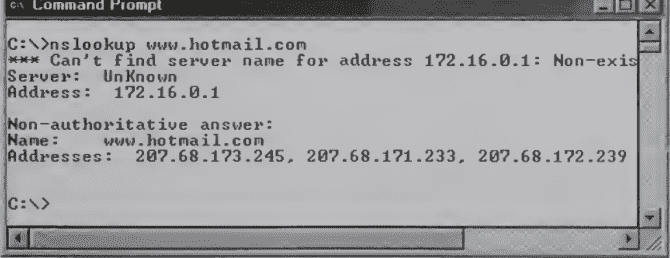 Command Prompt
C:\>nslookup www.hotmail.com
*** Can't find server name for address 172.16.0.1: Non-exis
Server:  UnKnown
Address:  172.16.0.1
Non-authoritative answer:
Name:    www.hotmail.com
Addresses:  207.68.173.245, 207.68.171.233, 207.68.172.239
C:\>